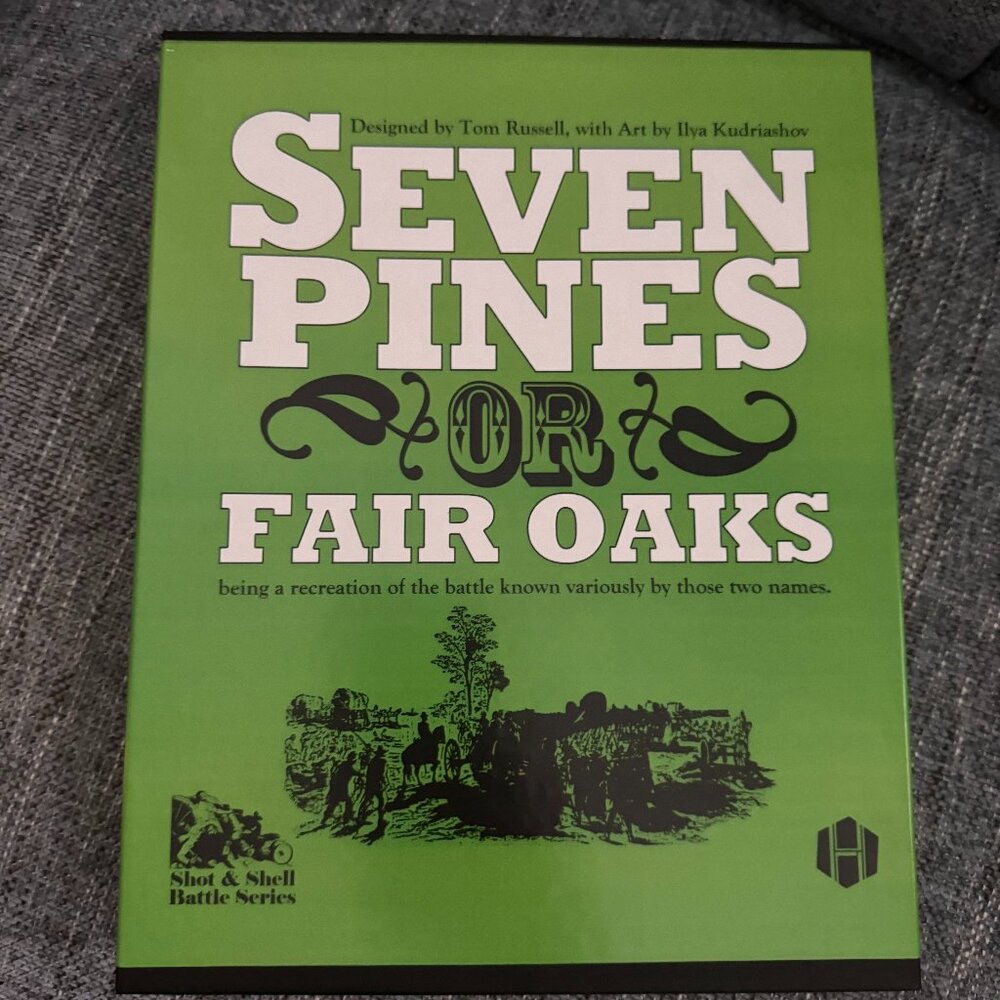 Designed by Tom Russell, with Art by Ilya Kudriashov
SEVEN
PINES
OR
FAIR OAKS
being a recreation of the battle known variously by those two names.
Shot & Shell
Battle Series
H